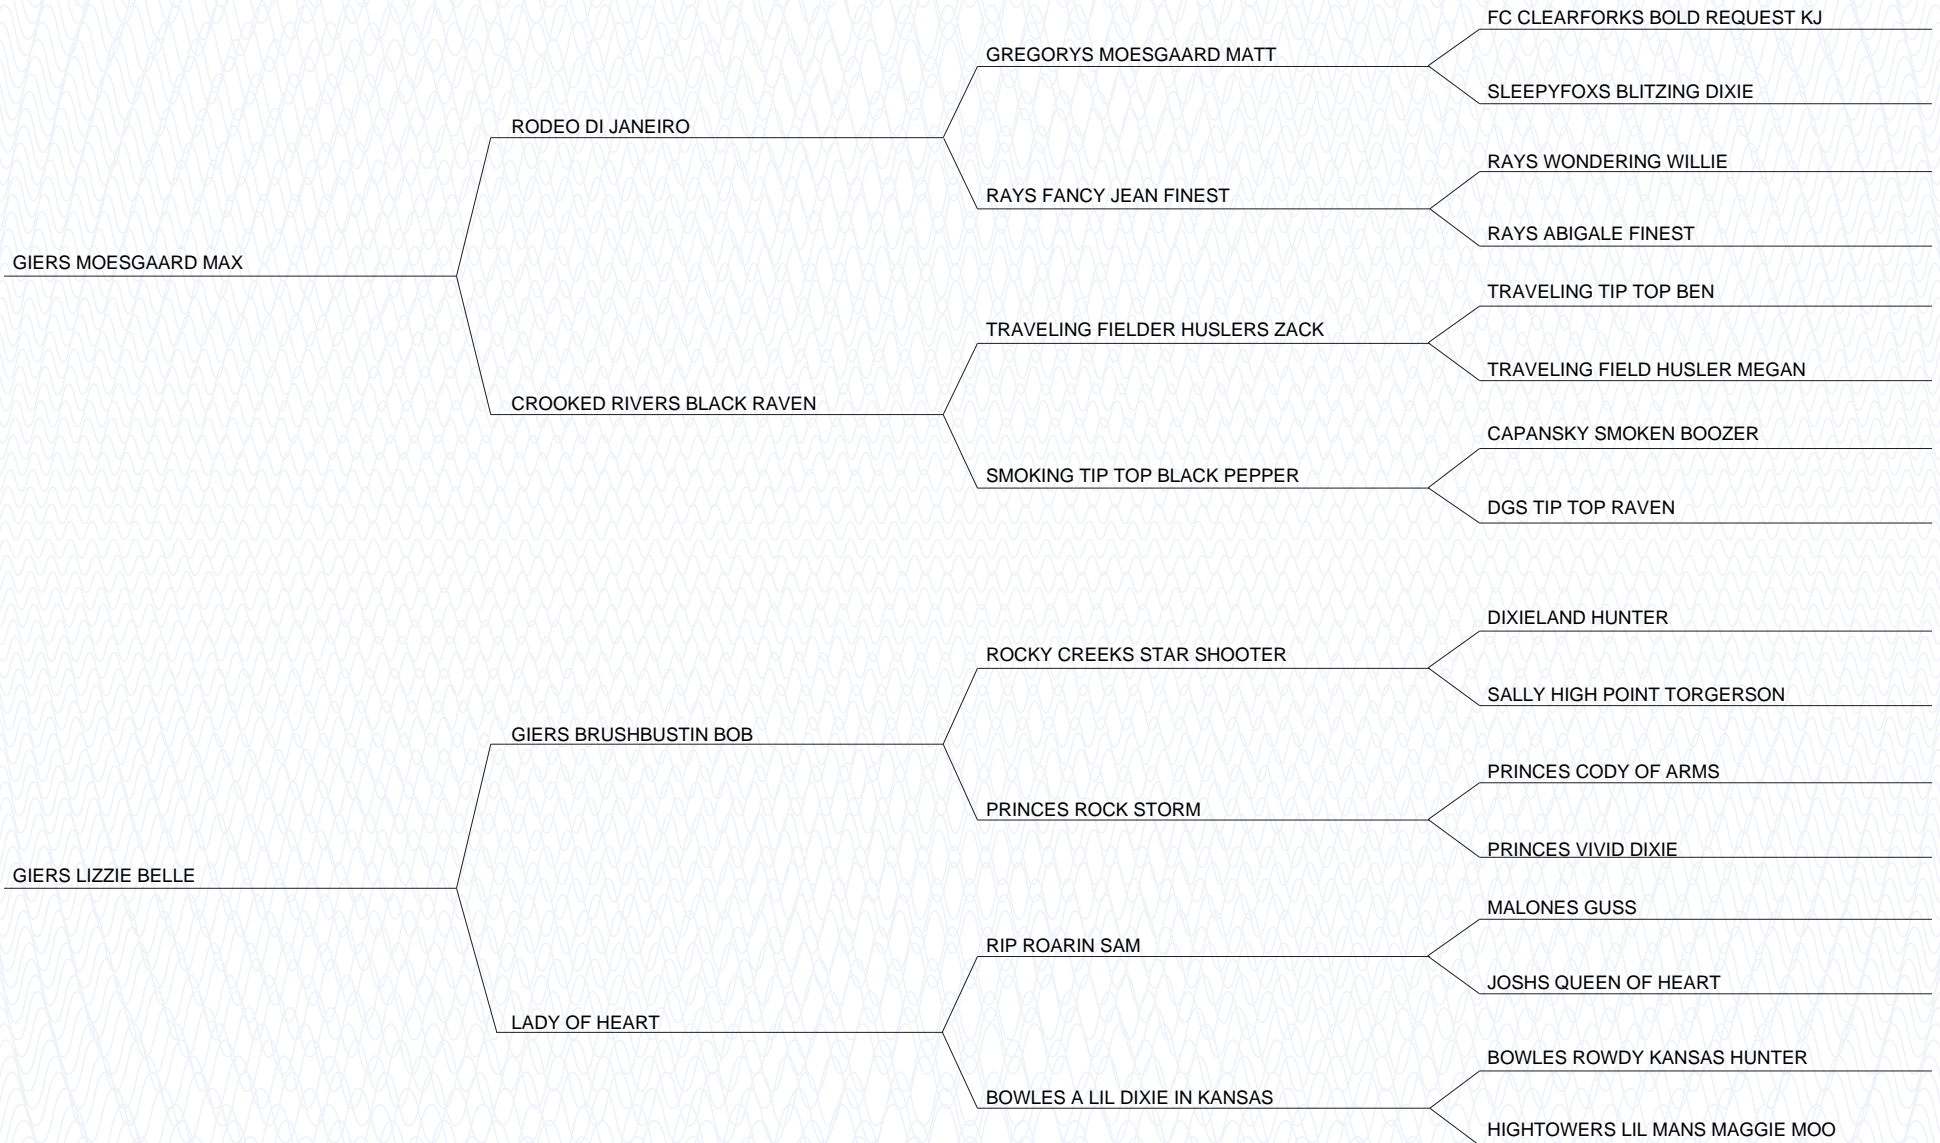 FC CLEARFORKS BOLD REQUEST KJ
GREGORYS MOESGAARD MATT
SLEEPYFOXS BLITZING DIXIE
RODEO DI JANEIRO
RAYS WONDERING WILLIE
RAYS FANCY JEAN FINEST
RAYS ABIGALE FINEST
GIERS MOESGAARD MAX
TRAVELING TIP TOP BEN
TRAVELING FIELDER HUSLERS ZACK
TRAVELING FIELD HUSLER MEGAN
CROOKED RIVERS BLACK RAVEN
CAPANSKY SMOKEN BOOZER
SMOKING TIP TOP BLACK PEPPER
DGS TIP TOP RAVEN
DIXIELAND HUNTER
ROCKY CREEKS STAR SHOOTER
SALLY HIGH POINT TORGERSON
GIERS BRUSHBUSTIN BOB
PRINCES CODY OF ARMS
PRINCES ROCK STORM
PRINCES VIVID DIXIE
GIERS LIZZIE BELLE
MALONES GUSS
RIP ROARIN SAM
JOSHS QUEEN OF HEART
LADY OF HEART
BOWLES ROWDY KANSAS HUNTER
BOWLES A LIL DIXIE IN KANSAS
HIGHTOWERS LIL MANS MAGGIE MOO